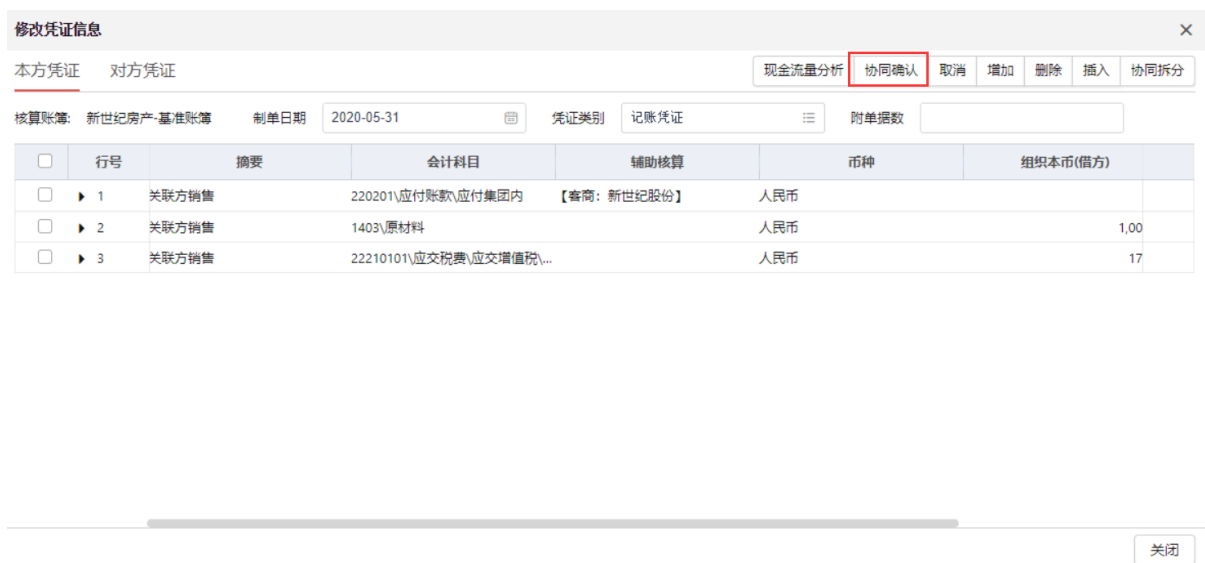 修改凭证信息
本方凭证 对方凭证 现金流量分析 协同确认 取消 增加 删除 插入 协同拆分
核算账簿: 新世纪房产-基准账簿 制单日期 2020-05-31 凭证类别 记账凭证 附单据数
行号 摘要 会计科目 辅助核算 币种 组织本币(借方)
1 关联方销售 220201\应付账款\应付集团内 【客商：新世纪股份】 人民币
2 关联方销售 1403\原材料 人民币 1,00
3 关联方销售 22210101\应交税费\应交增值税\... 人民币 17
关闭